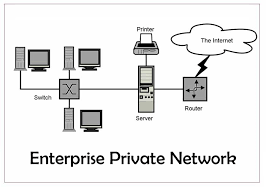 Printer
The Internet
Switch
Server
Router
Enterprise Private Network